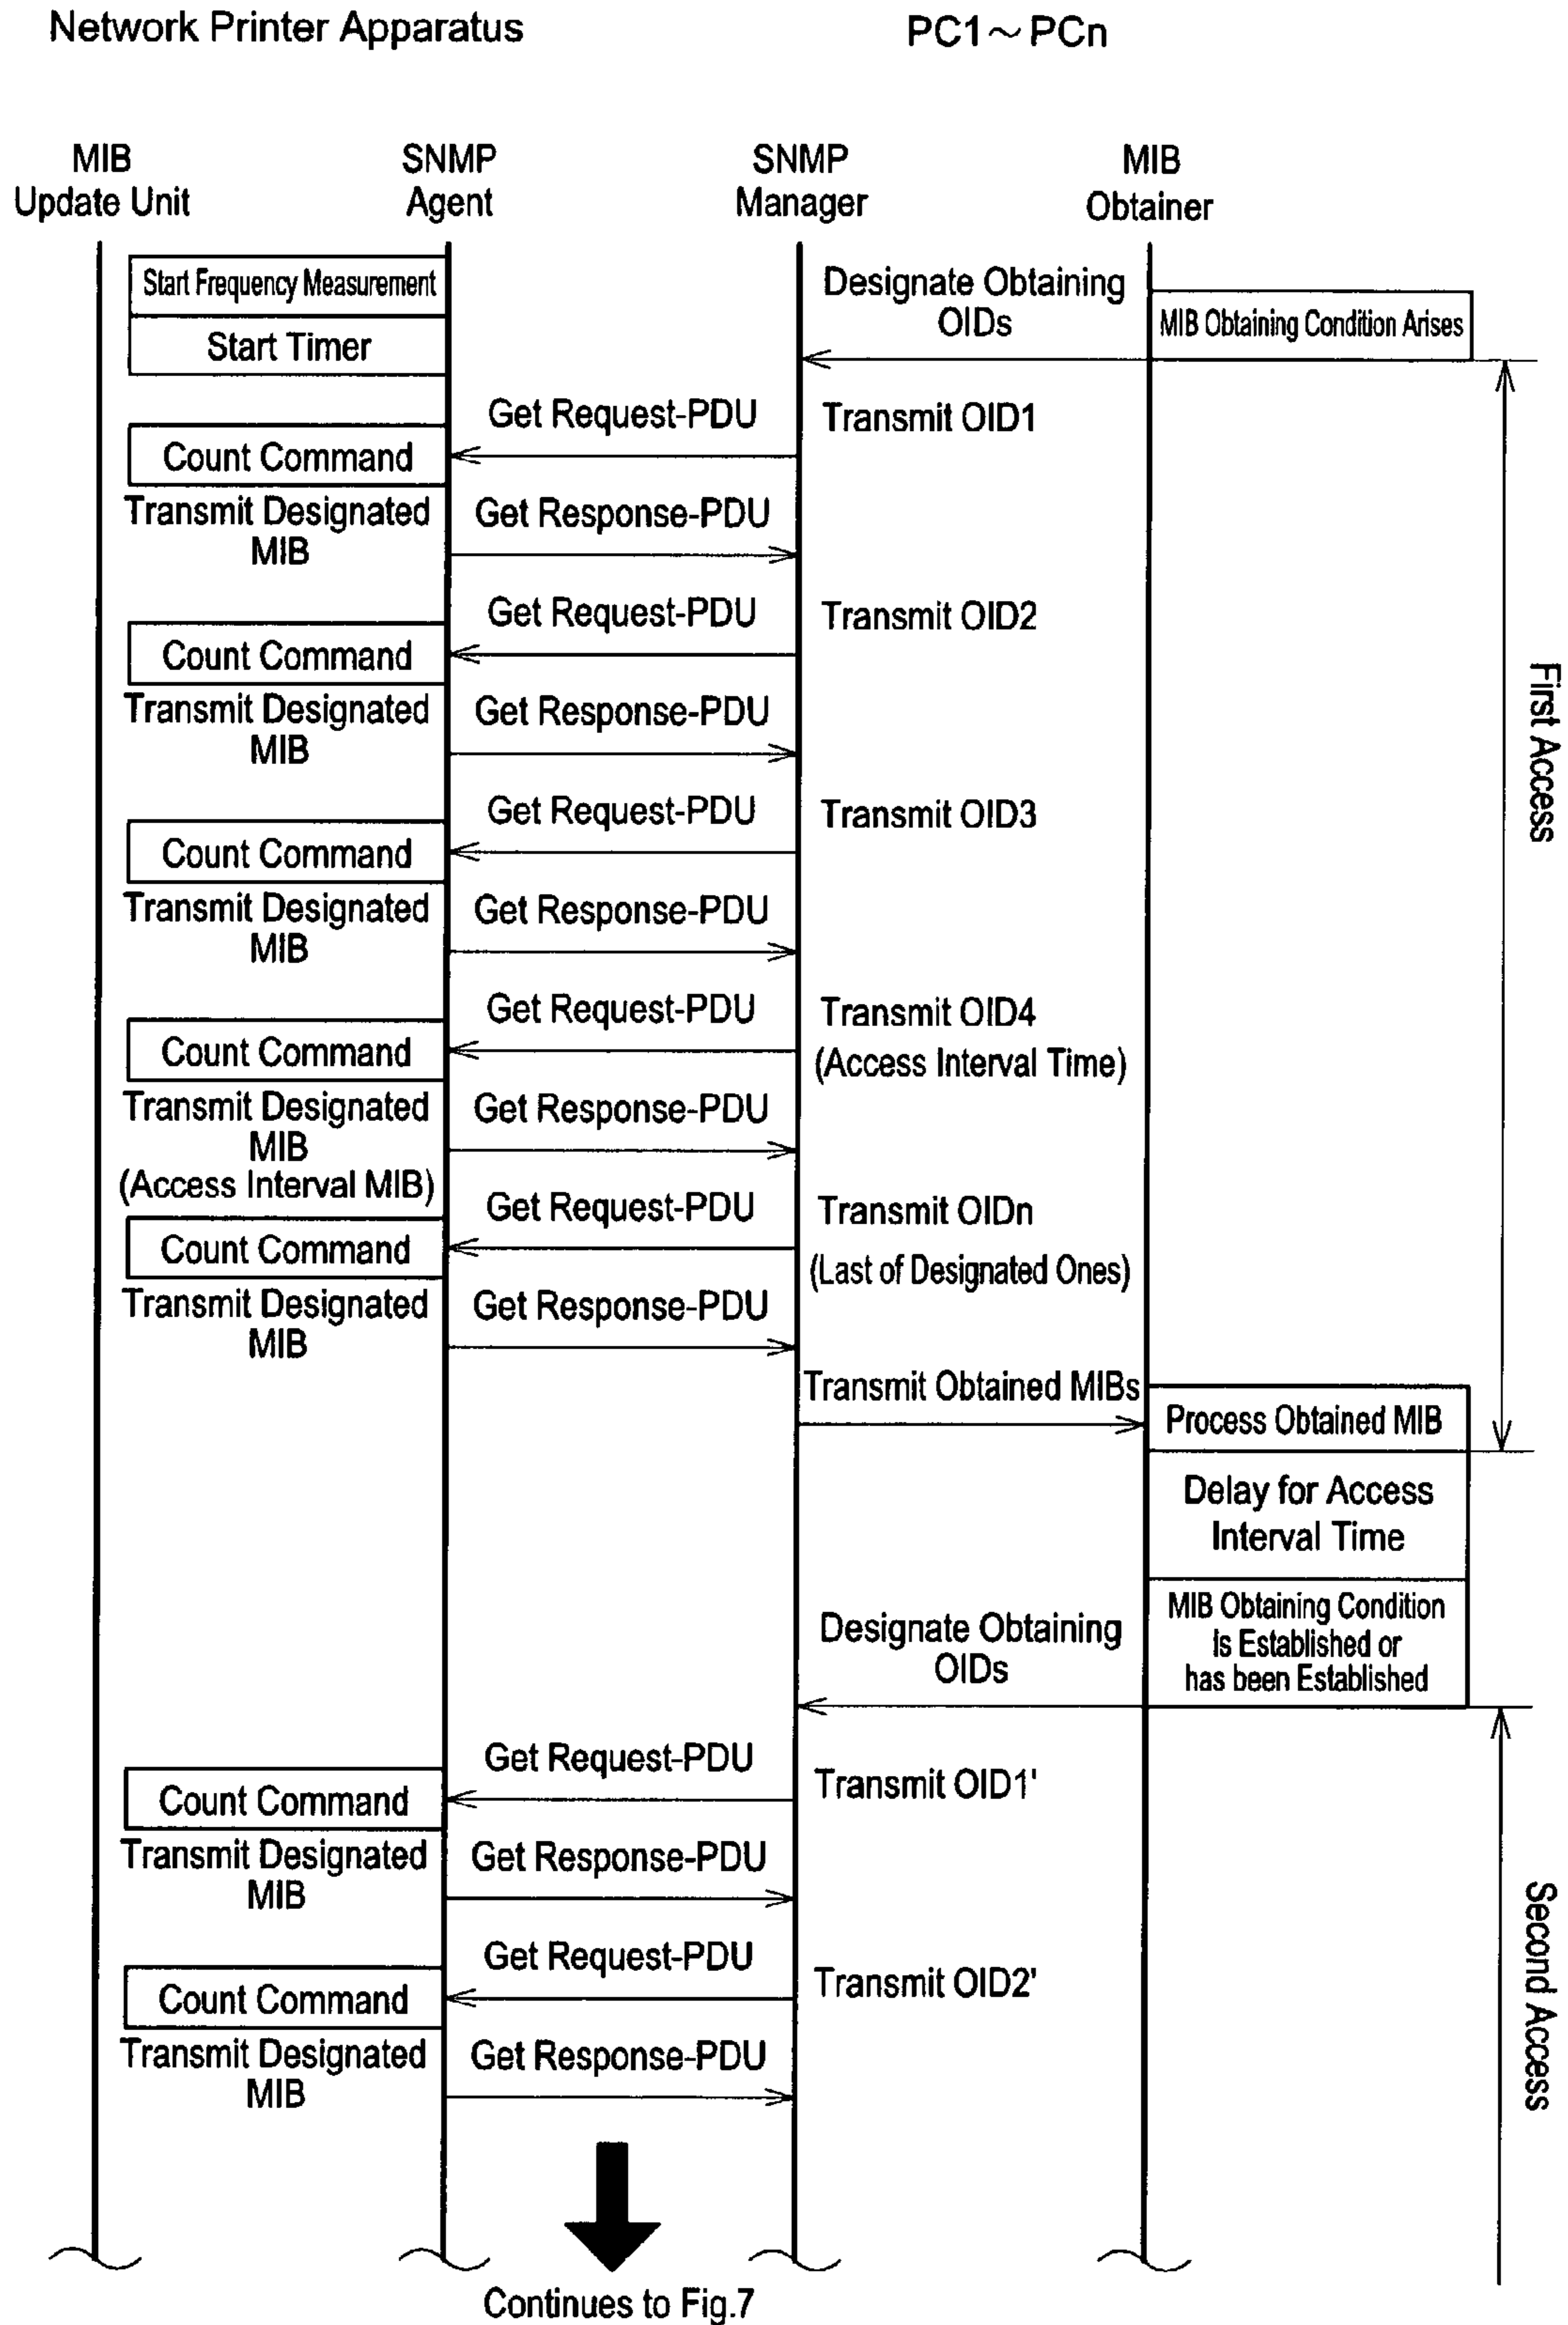 Network Printer Apparatus
PC1～PCn
MIB
Update Unit
SNMP
Agent
SNMP
Manager
MIB
Obtainer
Start Frequency Measurement
Start Timer
Designate Obtaining
OIDs
MIB Obtaining Condition Arises
Get Request-PDU
Transmit OID1
Count Command
Transmit Designated
MIB
Get Response-PDU
Get Request-PDU
Transmit OID2
Count Command
Transmit Designated
MIB
Get Response-PDU
Get Request-PDU
Transmit OID3
Count Command
Transmit Designated
MIB
Get Response-PDU
Get Request-PDU
Transmit OID4
(Access Interval Time)
Count Command
Transmit Designated
MIB
(Access Interval MIB)
Get Response-PDU
Get Request-PDU
Transmit OIDn
(Last of Designated Ones)
Count Command
Transmit Designated
MIB
Get Response-PDU
First Access
Transmit Obtained MIBs
Process Obtained MIB
Delay for Access
Interval Time
MIB Obtaining Condition
is Established or
has been Established
Designate Obtaining
OIDs
Get Request-PDU
Transmit OID1'
Count Command
Transmit Designated
MIB
Get Response-PDU
Get Request-PDU
Transmit OID2'
Count Command
Transmit Designated
MIB
Get Response-PDU
Second Access
Continues to Fig.7